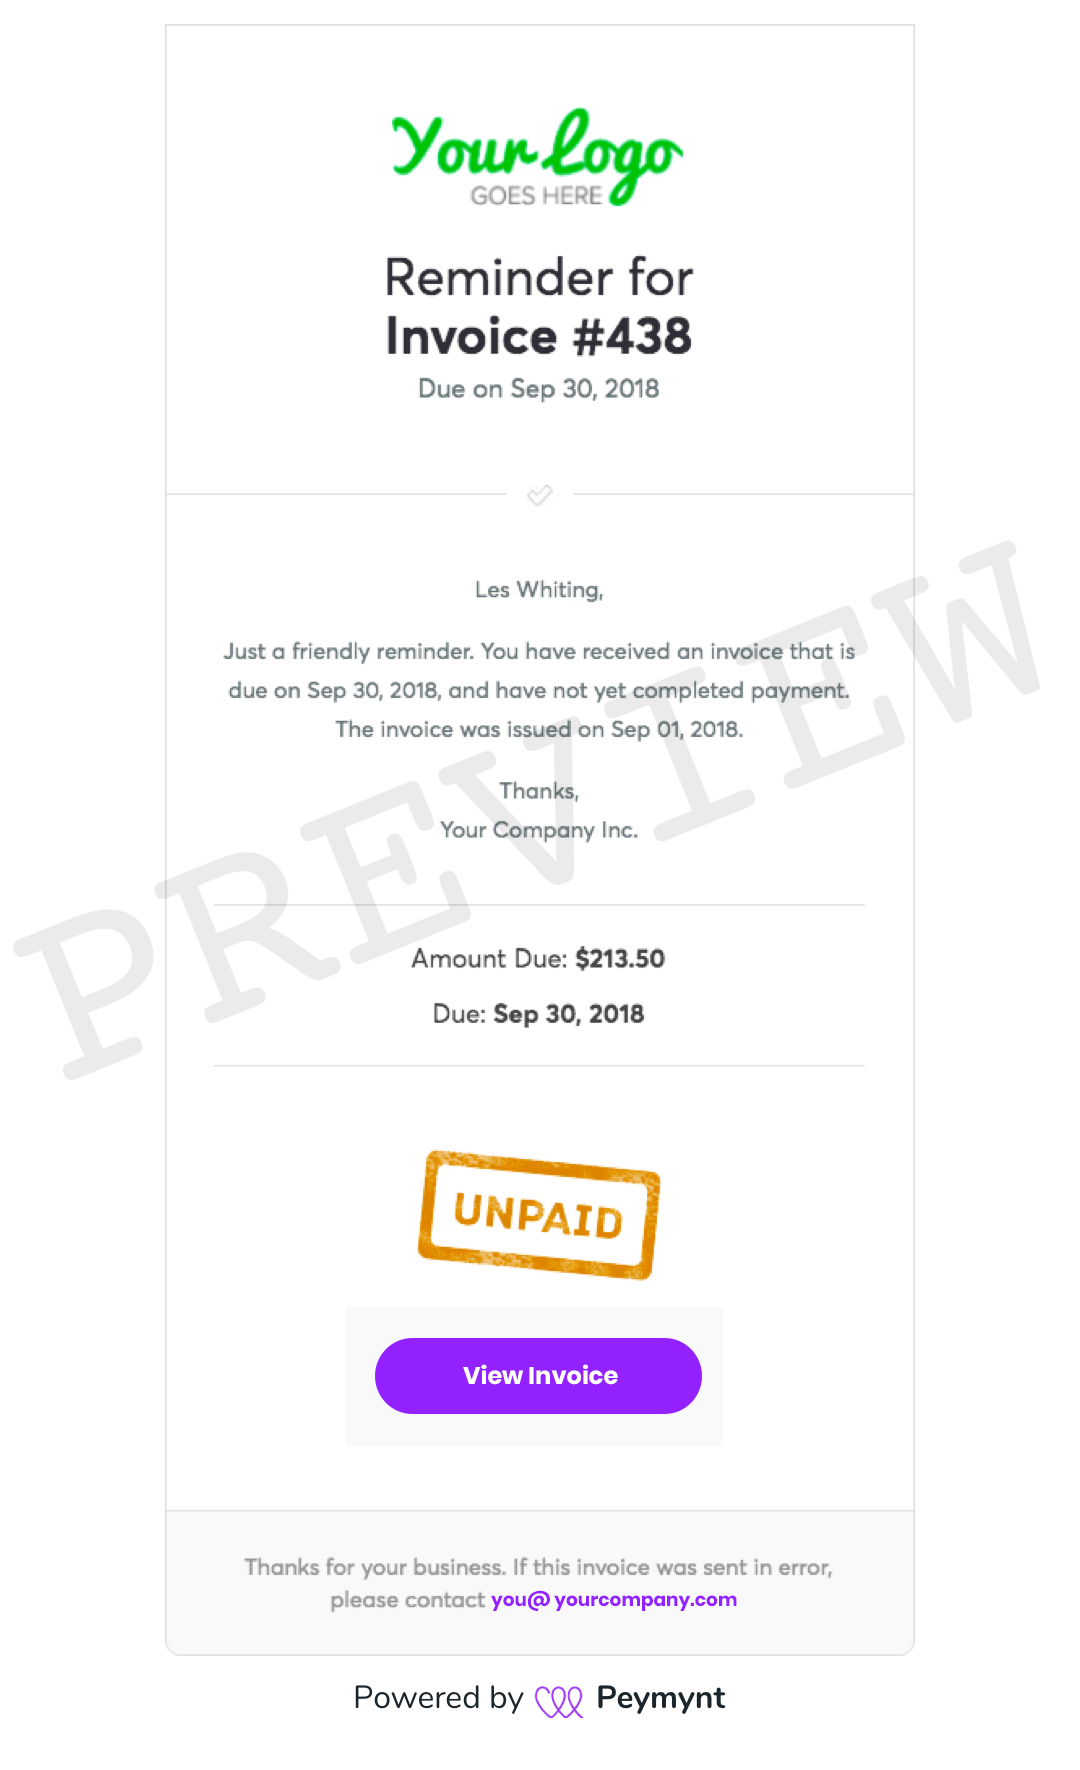 Your Logo
GOES HERE
Reminder for
Invoice #438
Due on Sep 30, 2018
Les Whiting,
Just a friendly reminder. You have received an invoice that is
due on Sep 30, 2018, and have not yet completed payment.
The invoice was issued on Sep 01, 2018.
Thanks,
Your Company Inc.
PREVIEW
Amount Due: $213.50
Due: Sep 30, 2018
UNPAID
View Invoice
Thanks for your business. If this invoice was sent in error,
please contact you@yourcompany.com
Powered by Peymynt